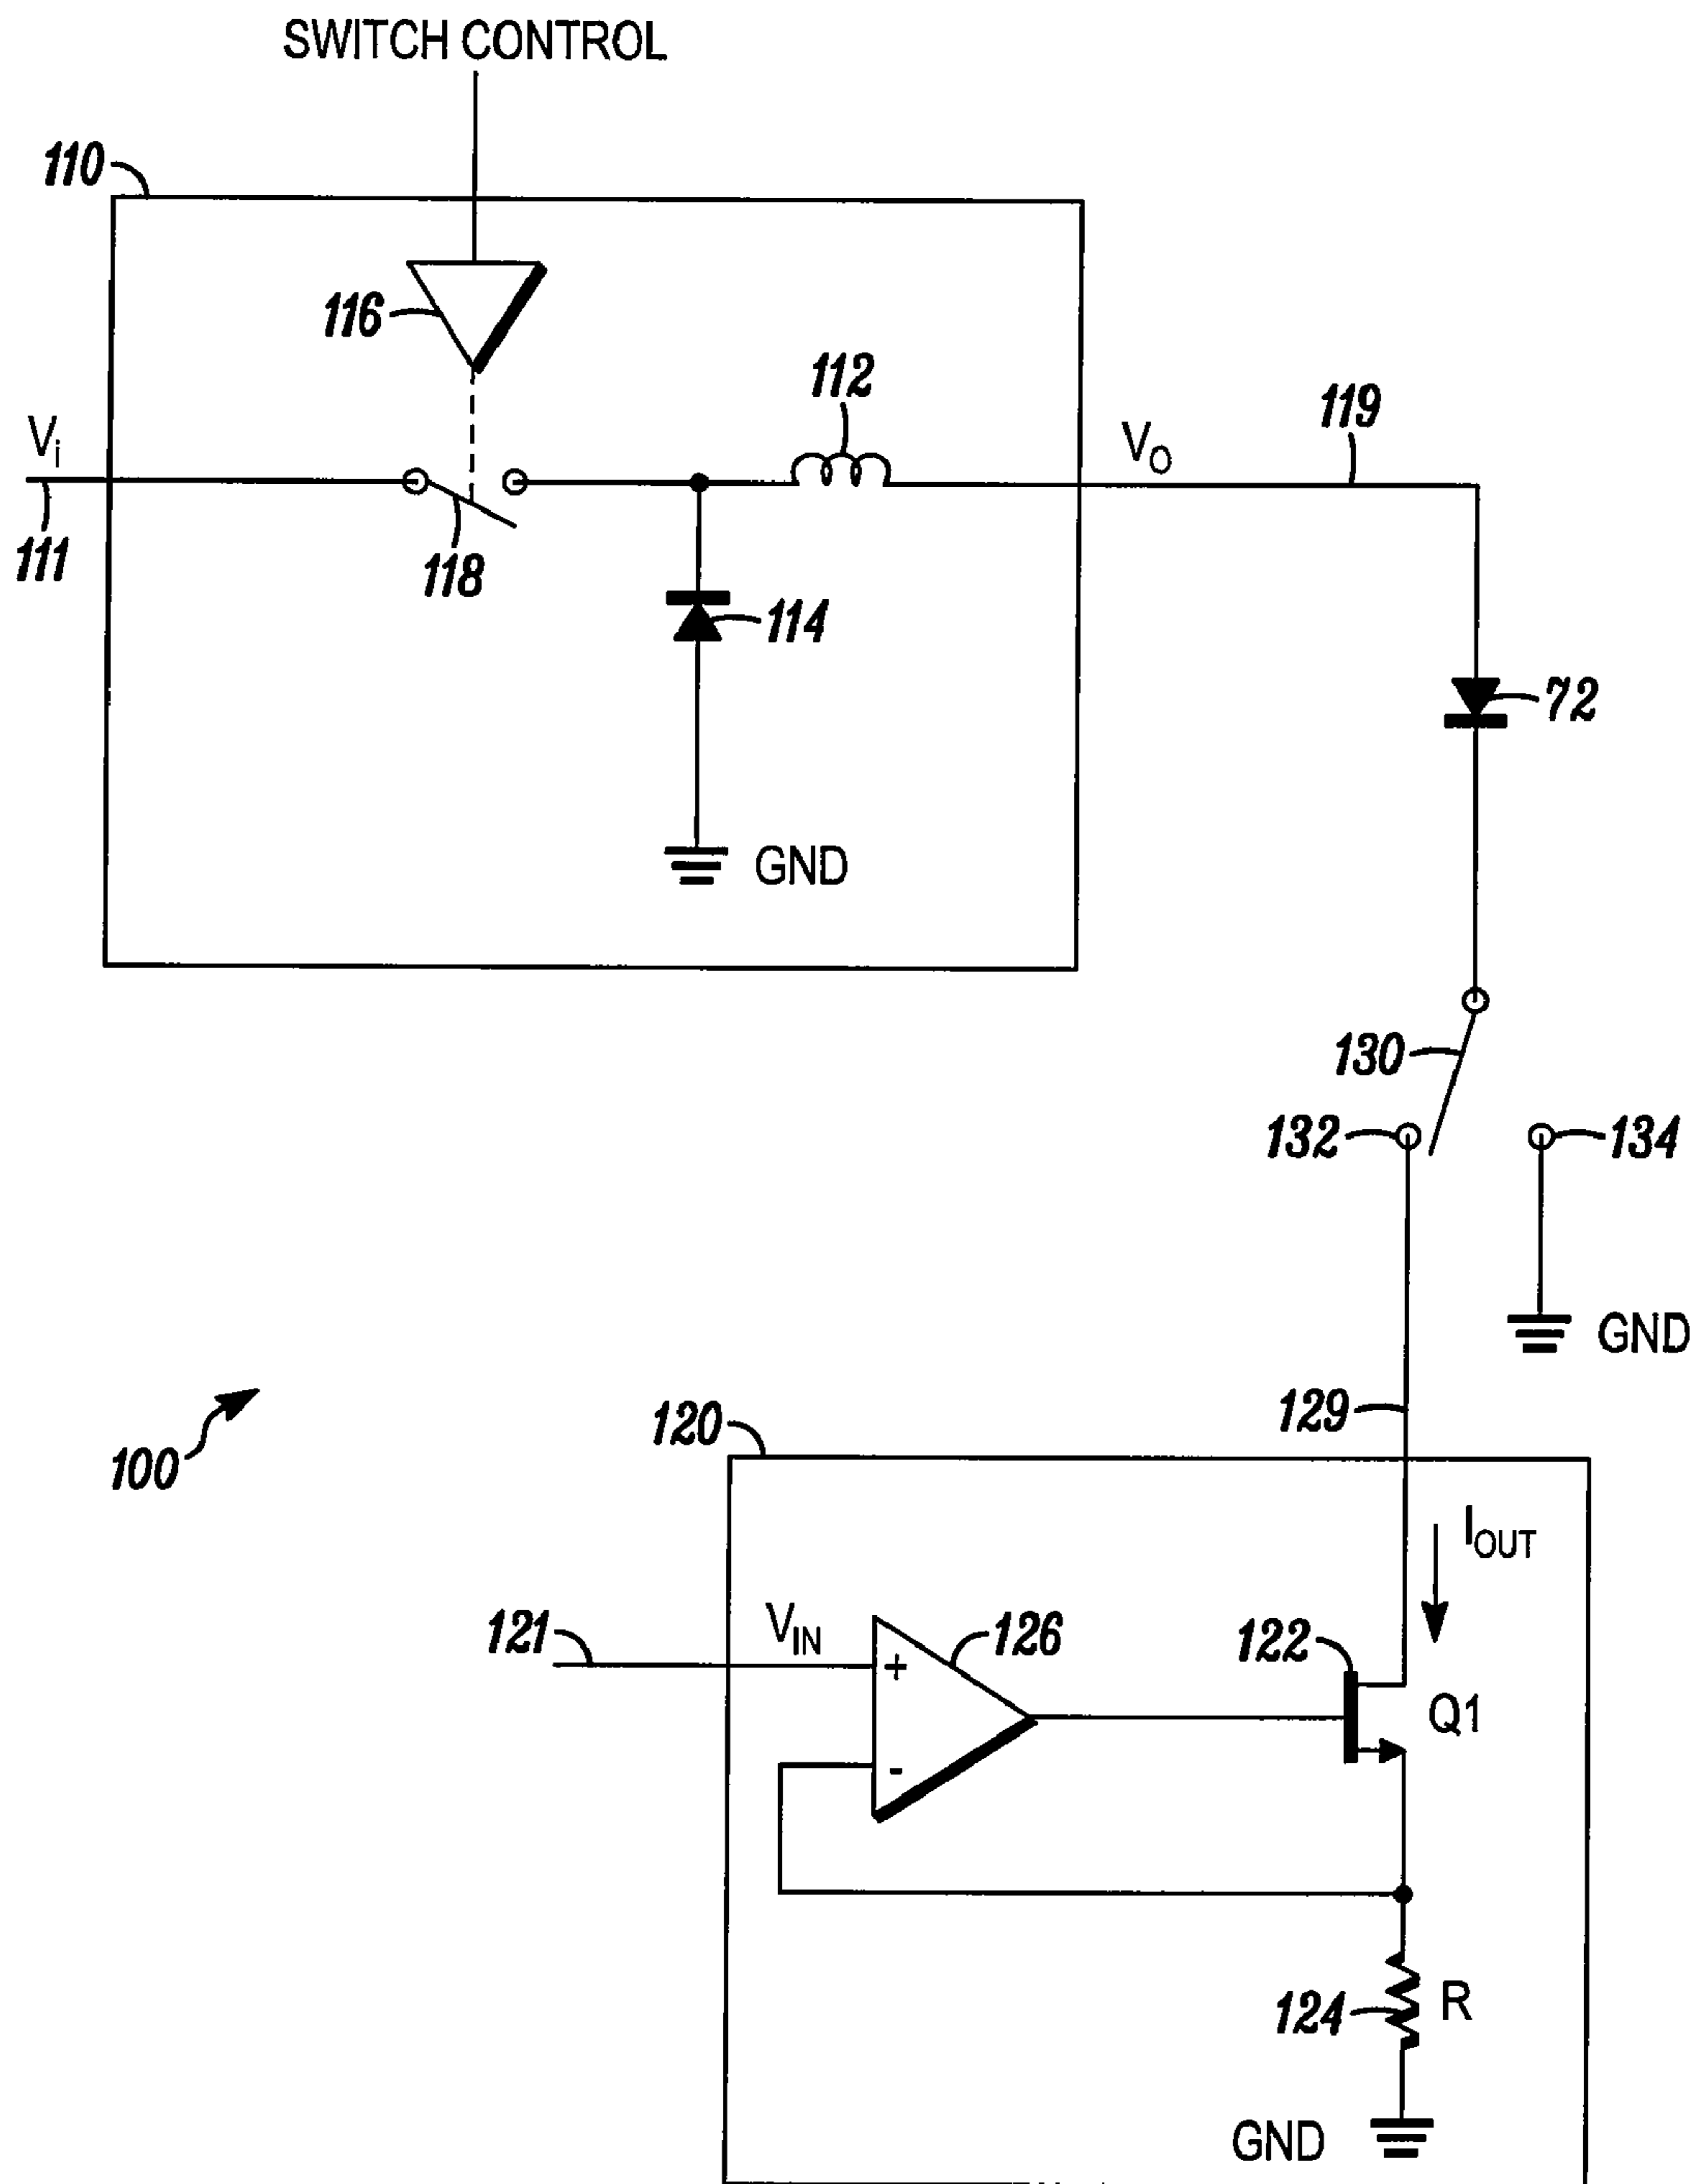 SWITCH CONTROL
110
116
112
119
Vi
VO
111
118
114
72
GND
130
132
134
GND
129
120
100
IOUT
121
VIN
126
122
+
Q1
-
124
R
GND